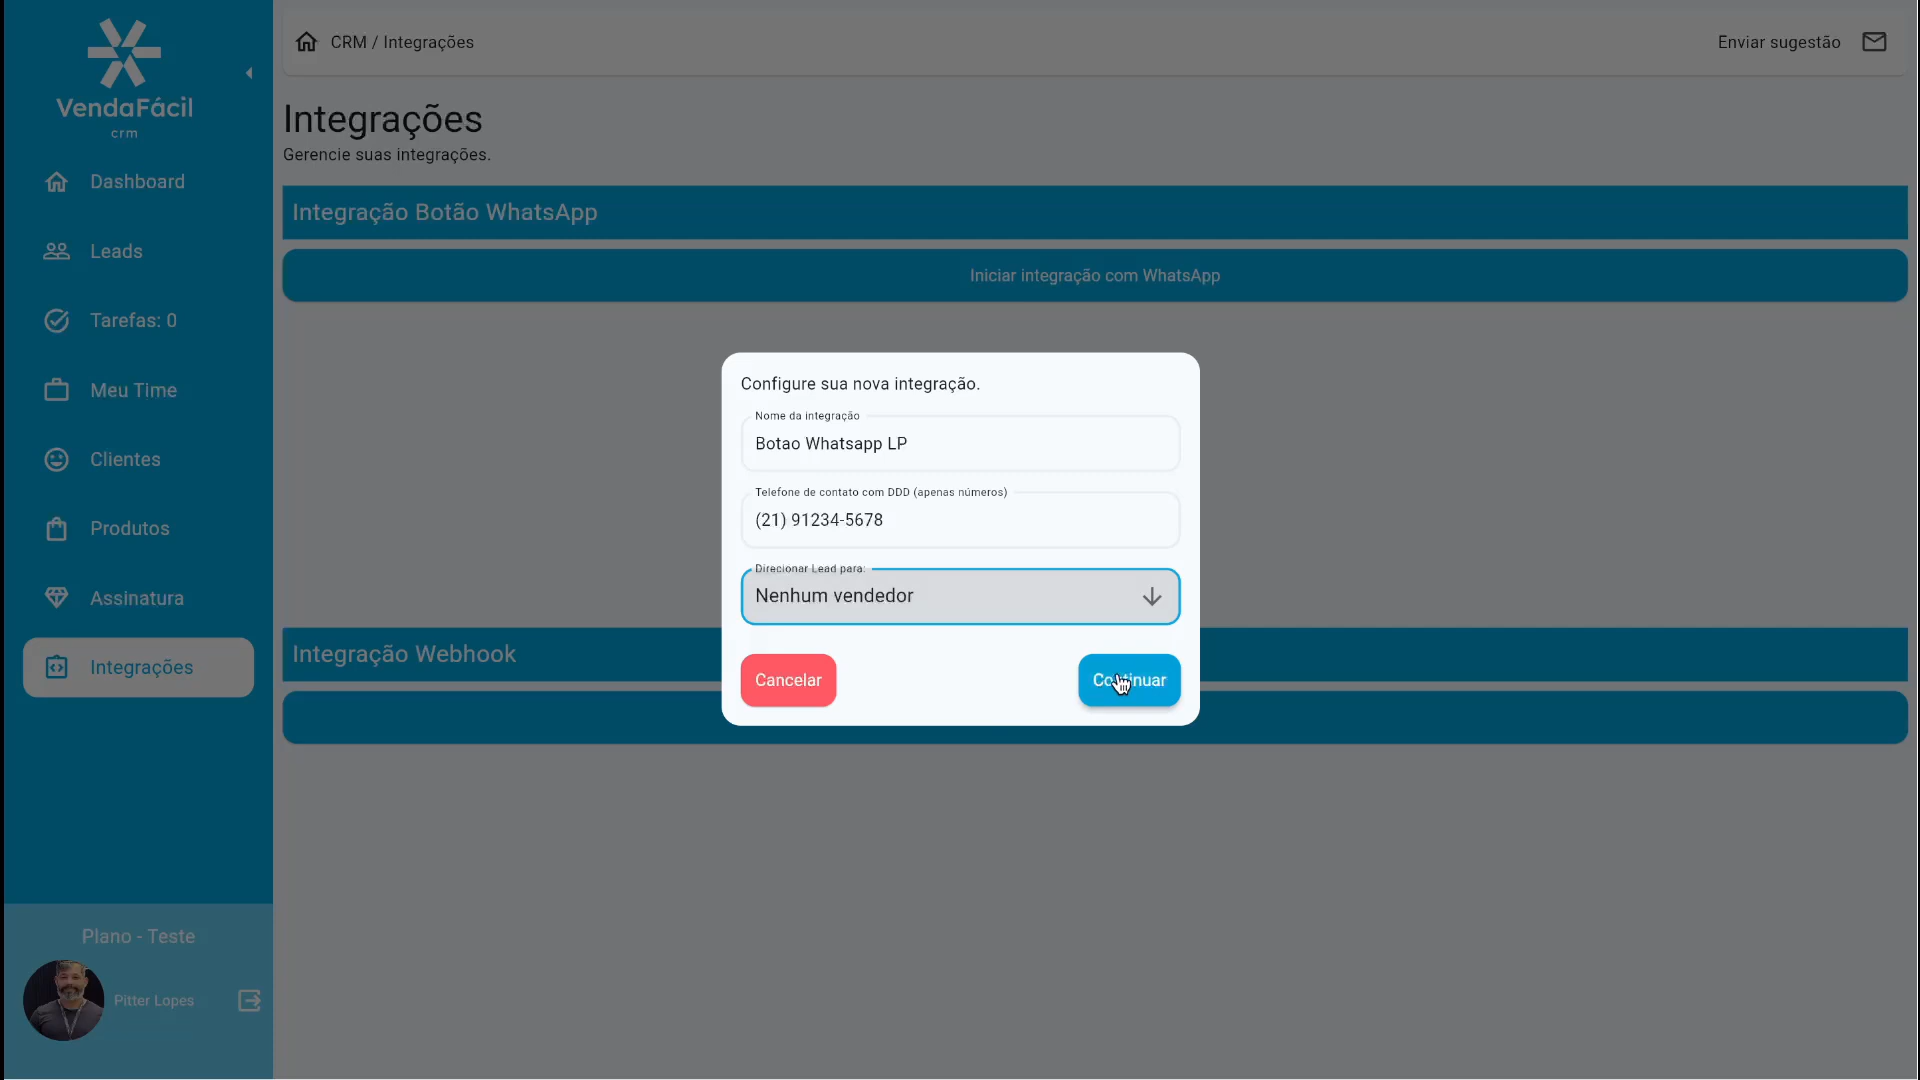 VendaFácil
crm
Dashboard
Leads
Tarefas: 0
Meu Time
Clientes
Produtos
Assinatura
Integrações
Plano - Teste
Pitter Lopes
CRM / Integrações
Enviar sugestão
Integrações
Gerencie suas integrações.
Integração Botão WhatsApp
Iniciar integração com WhatsApp
Configure sua nova integração.
Nome da integração
Botao Whatsapp LP
Telefone de contato com DDD (apenas números)
(21) 91234-5678
Direcionar Lead para:
Nenhum vendedor
Cancelar
Continuar
Integração Webhook